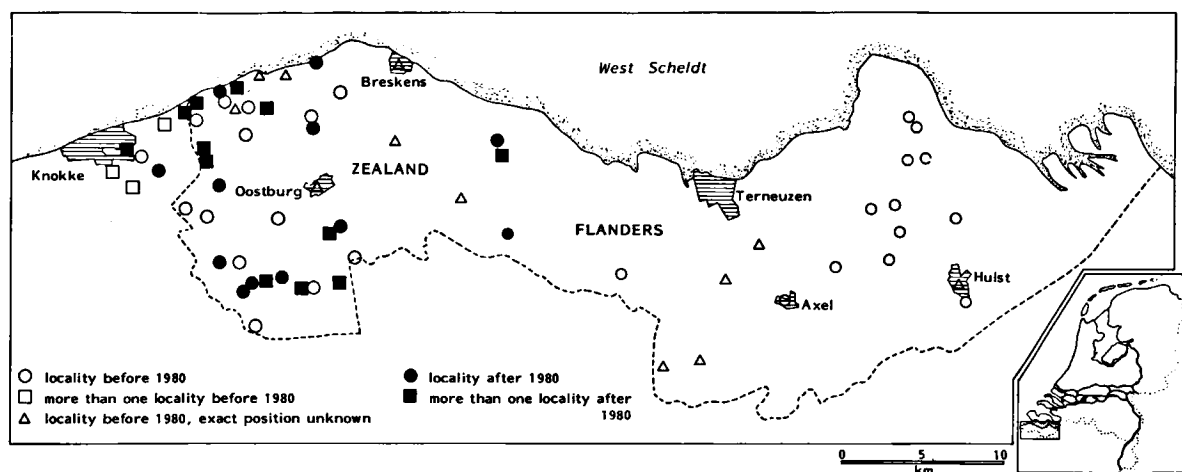 West Scheldt
Breskens
Knokke
ZEALAND
Oostburg
Terneuzen
FLANDERS
Hulst
Axel
locality before 1980
more than one locality before 1980
locality before 1980, exact position unknown
locality after 1980
more than one locality after
1980
0 5 10
km